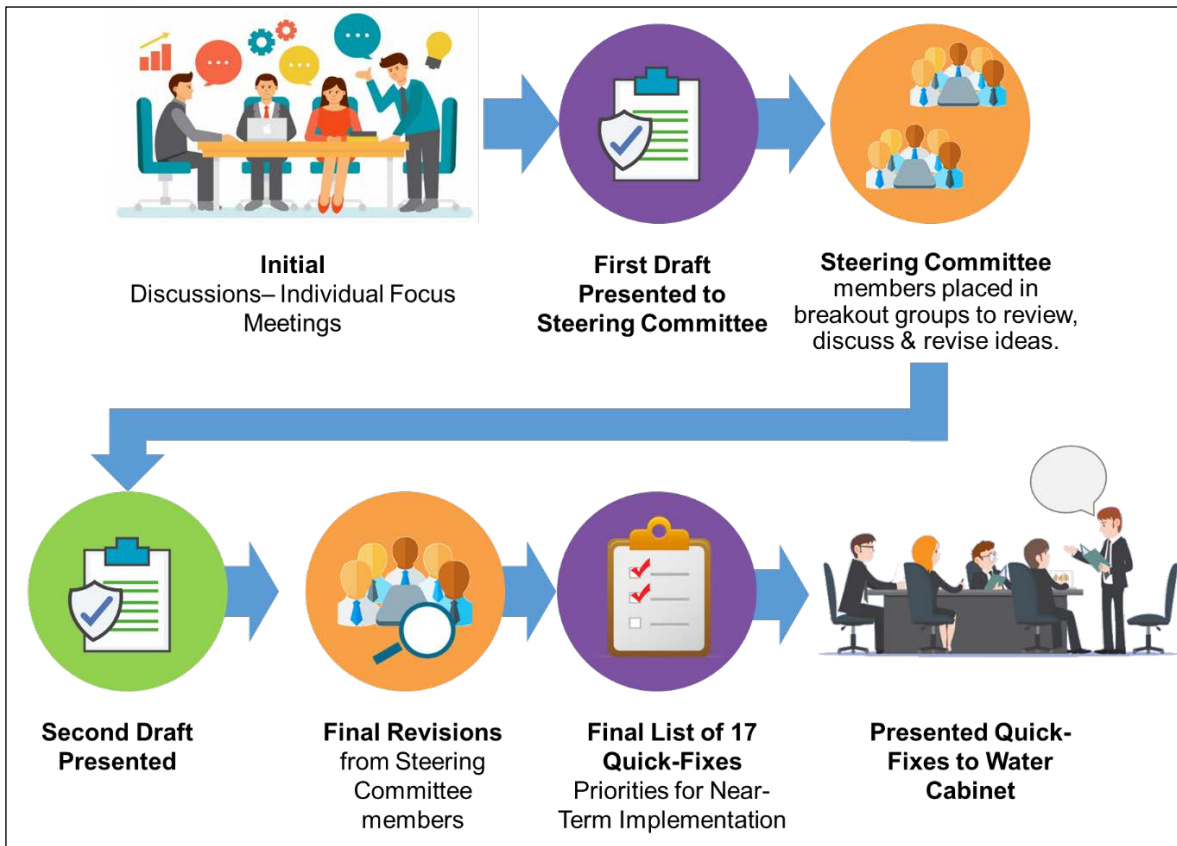 Initial
Discussions– Individual Focus
Meetings
First Draft
Presented to
Steering Committee
Steering Committee
members placed in
breakout groups to review,
discuss & revise ideas.
Second Draft
Presented
Final Revisions
from Steering
Committee
members
Final List of 17
Quick-Fixes
Priorities for Near-
Term Implementation
Presented Quick-
Fixes to Water
Cabinet